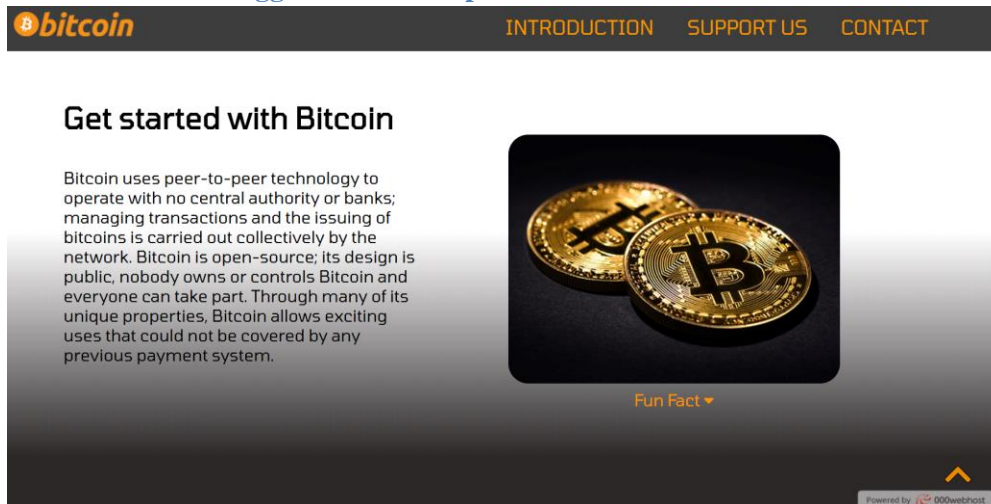 bitcoin
INTRODUCTION SUPPORT US CONTACT
Get started with Bitcoin
Bitcoin uses peer-to-peer technology to
operate with no central authority or banks;
managing transactions and the issuing of
bitcoins is carried out collectively by the
network. Bitcoin is open-source; its design is
public, nobody owns or controls Bitcoin and
everyone can take part. Through many of its
unique properties, Bitcoin allows exciting
uses that could not be covered by any
previous payment system.
Fun Fact
Powered by 000webhost